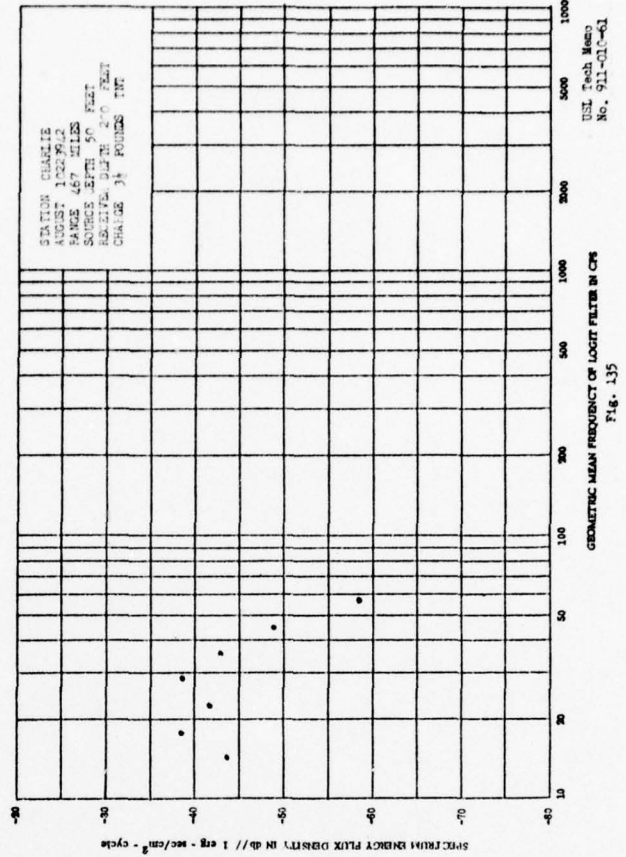 STATION CHARLIE
AUGUST
RANGE 467 MILES
SOURCE DEPTH 50 FEET
RECEIVER DEPTH 200 FEET
CHARGE POUNDS TNT
SPECTRUM ENERGY FLUX DENSITY IN db// 1 erg - sec/cm² - cycle
-20
-30
-40
-50
-60
-70
-80
10
20
50
100
200
500
1000
2000
5000
1000
GEOMETRIC MEAN FREQUENCY OF LOGIT FILTER IN CPS
Fig. 135
USL Tech Memo
No. 911-010-61